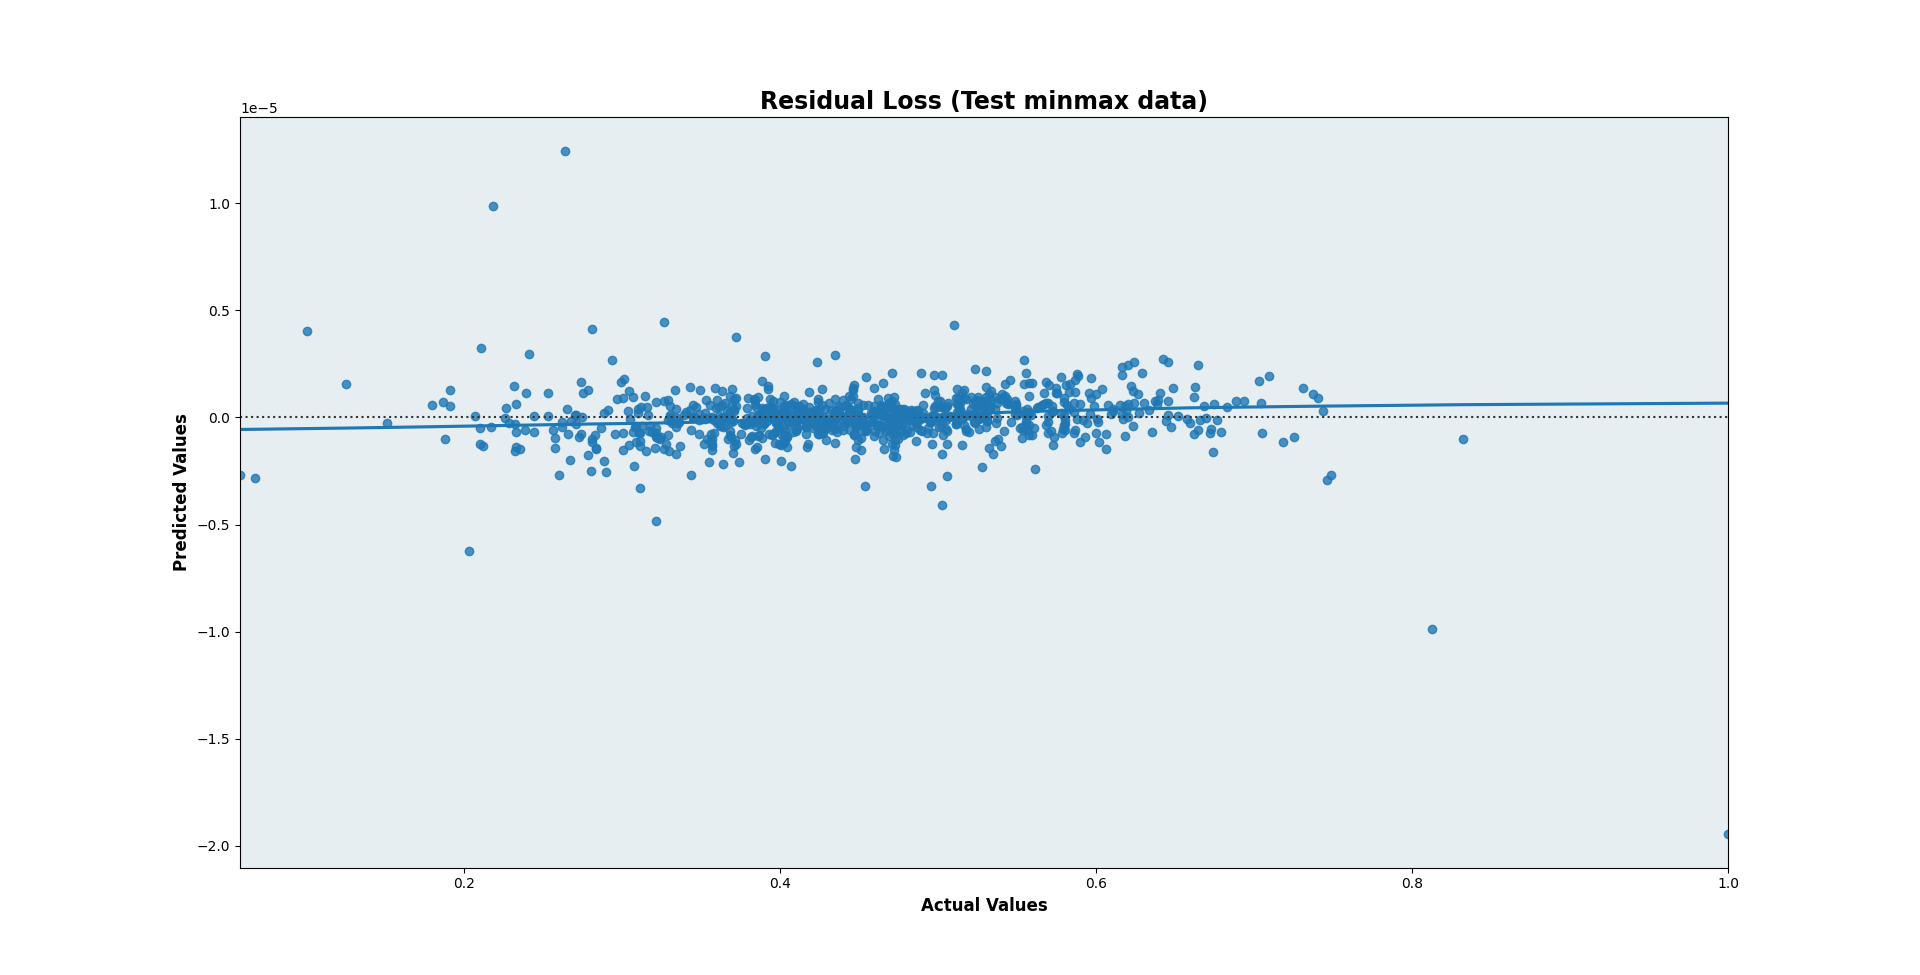 Residual Loss (Test minmax data)
1e−5
1.0
0.5
0.0
−0.5
−1.0
−1.5
−2.0
Predicted Values
0.2 0.4 0.6 0.8 1.0
Actual Values